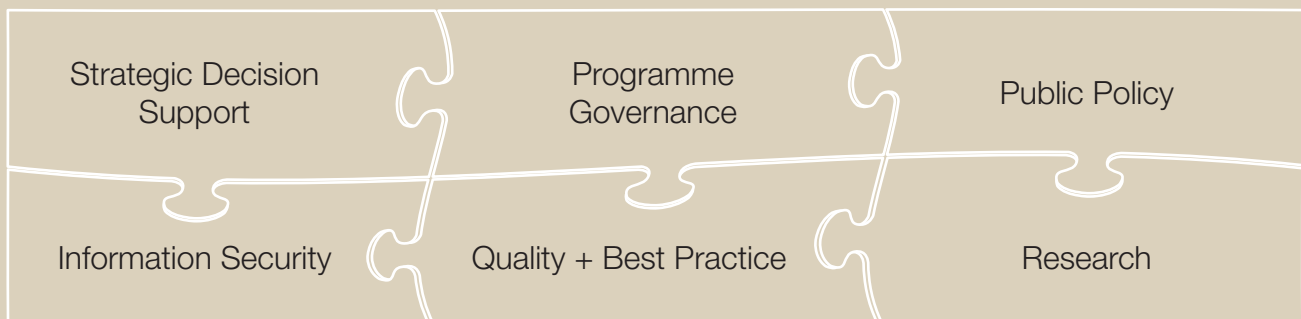 Strategic Decision
Support
Programme
Governance
Public Policy
Information Security
Quality + Best Practice
Research